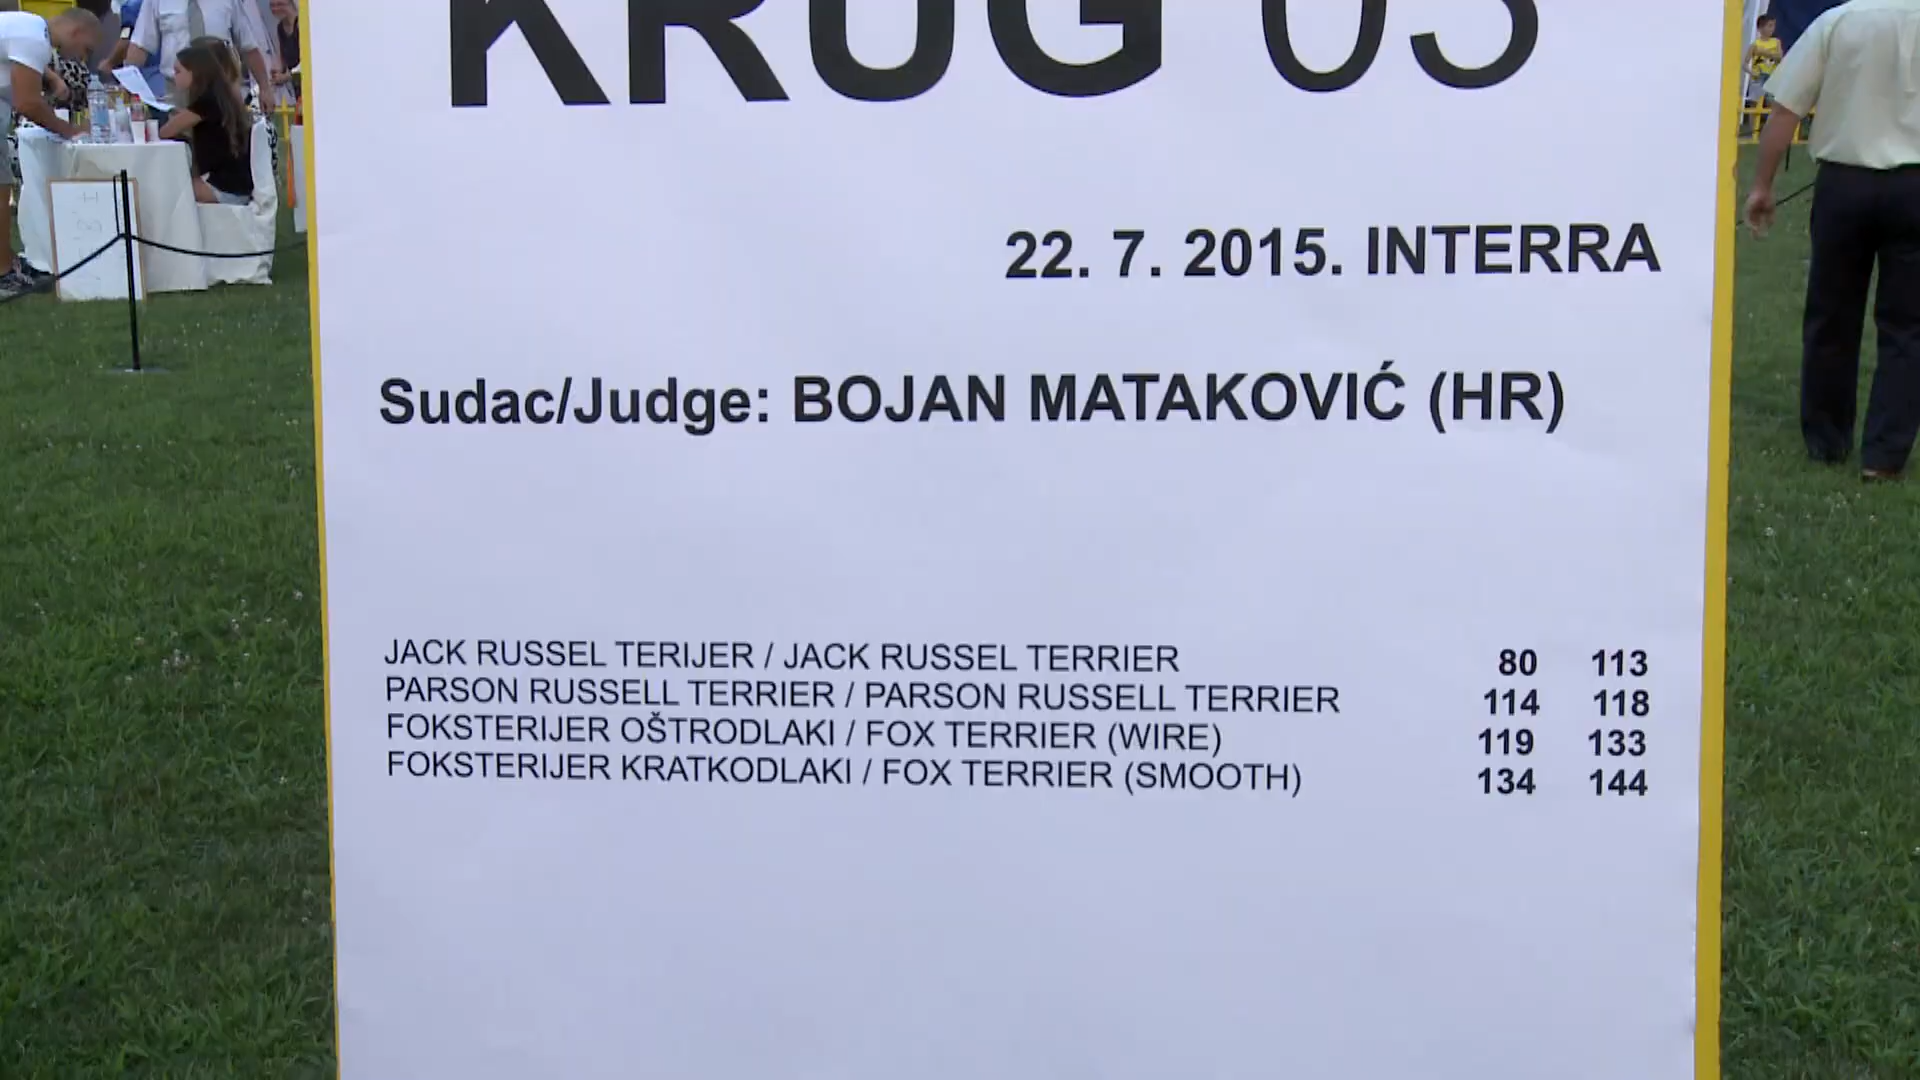 KRUG 03
22. 7. 2015. INTERRA
Sudac/Judge: BOJAN MATAKOVIĆ (HR)
JACK RUSSEL TERIJER / JACK RUSSEL TERRIER 80 113
PARSON RUSSELL TERRIER / PARSON RUSSELL TERRIER 114 118
FOKSTERIJER OŠTRODLAKI / FOX TERRIER (WIRE) 119 133
FOKSTERIJER KRATKODLAKI / FOX TERRIER (SMOOTH) 134 144